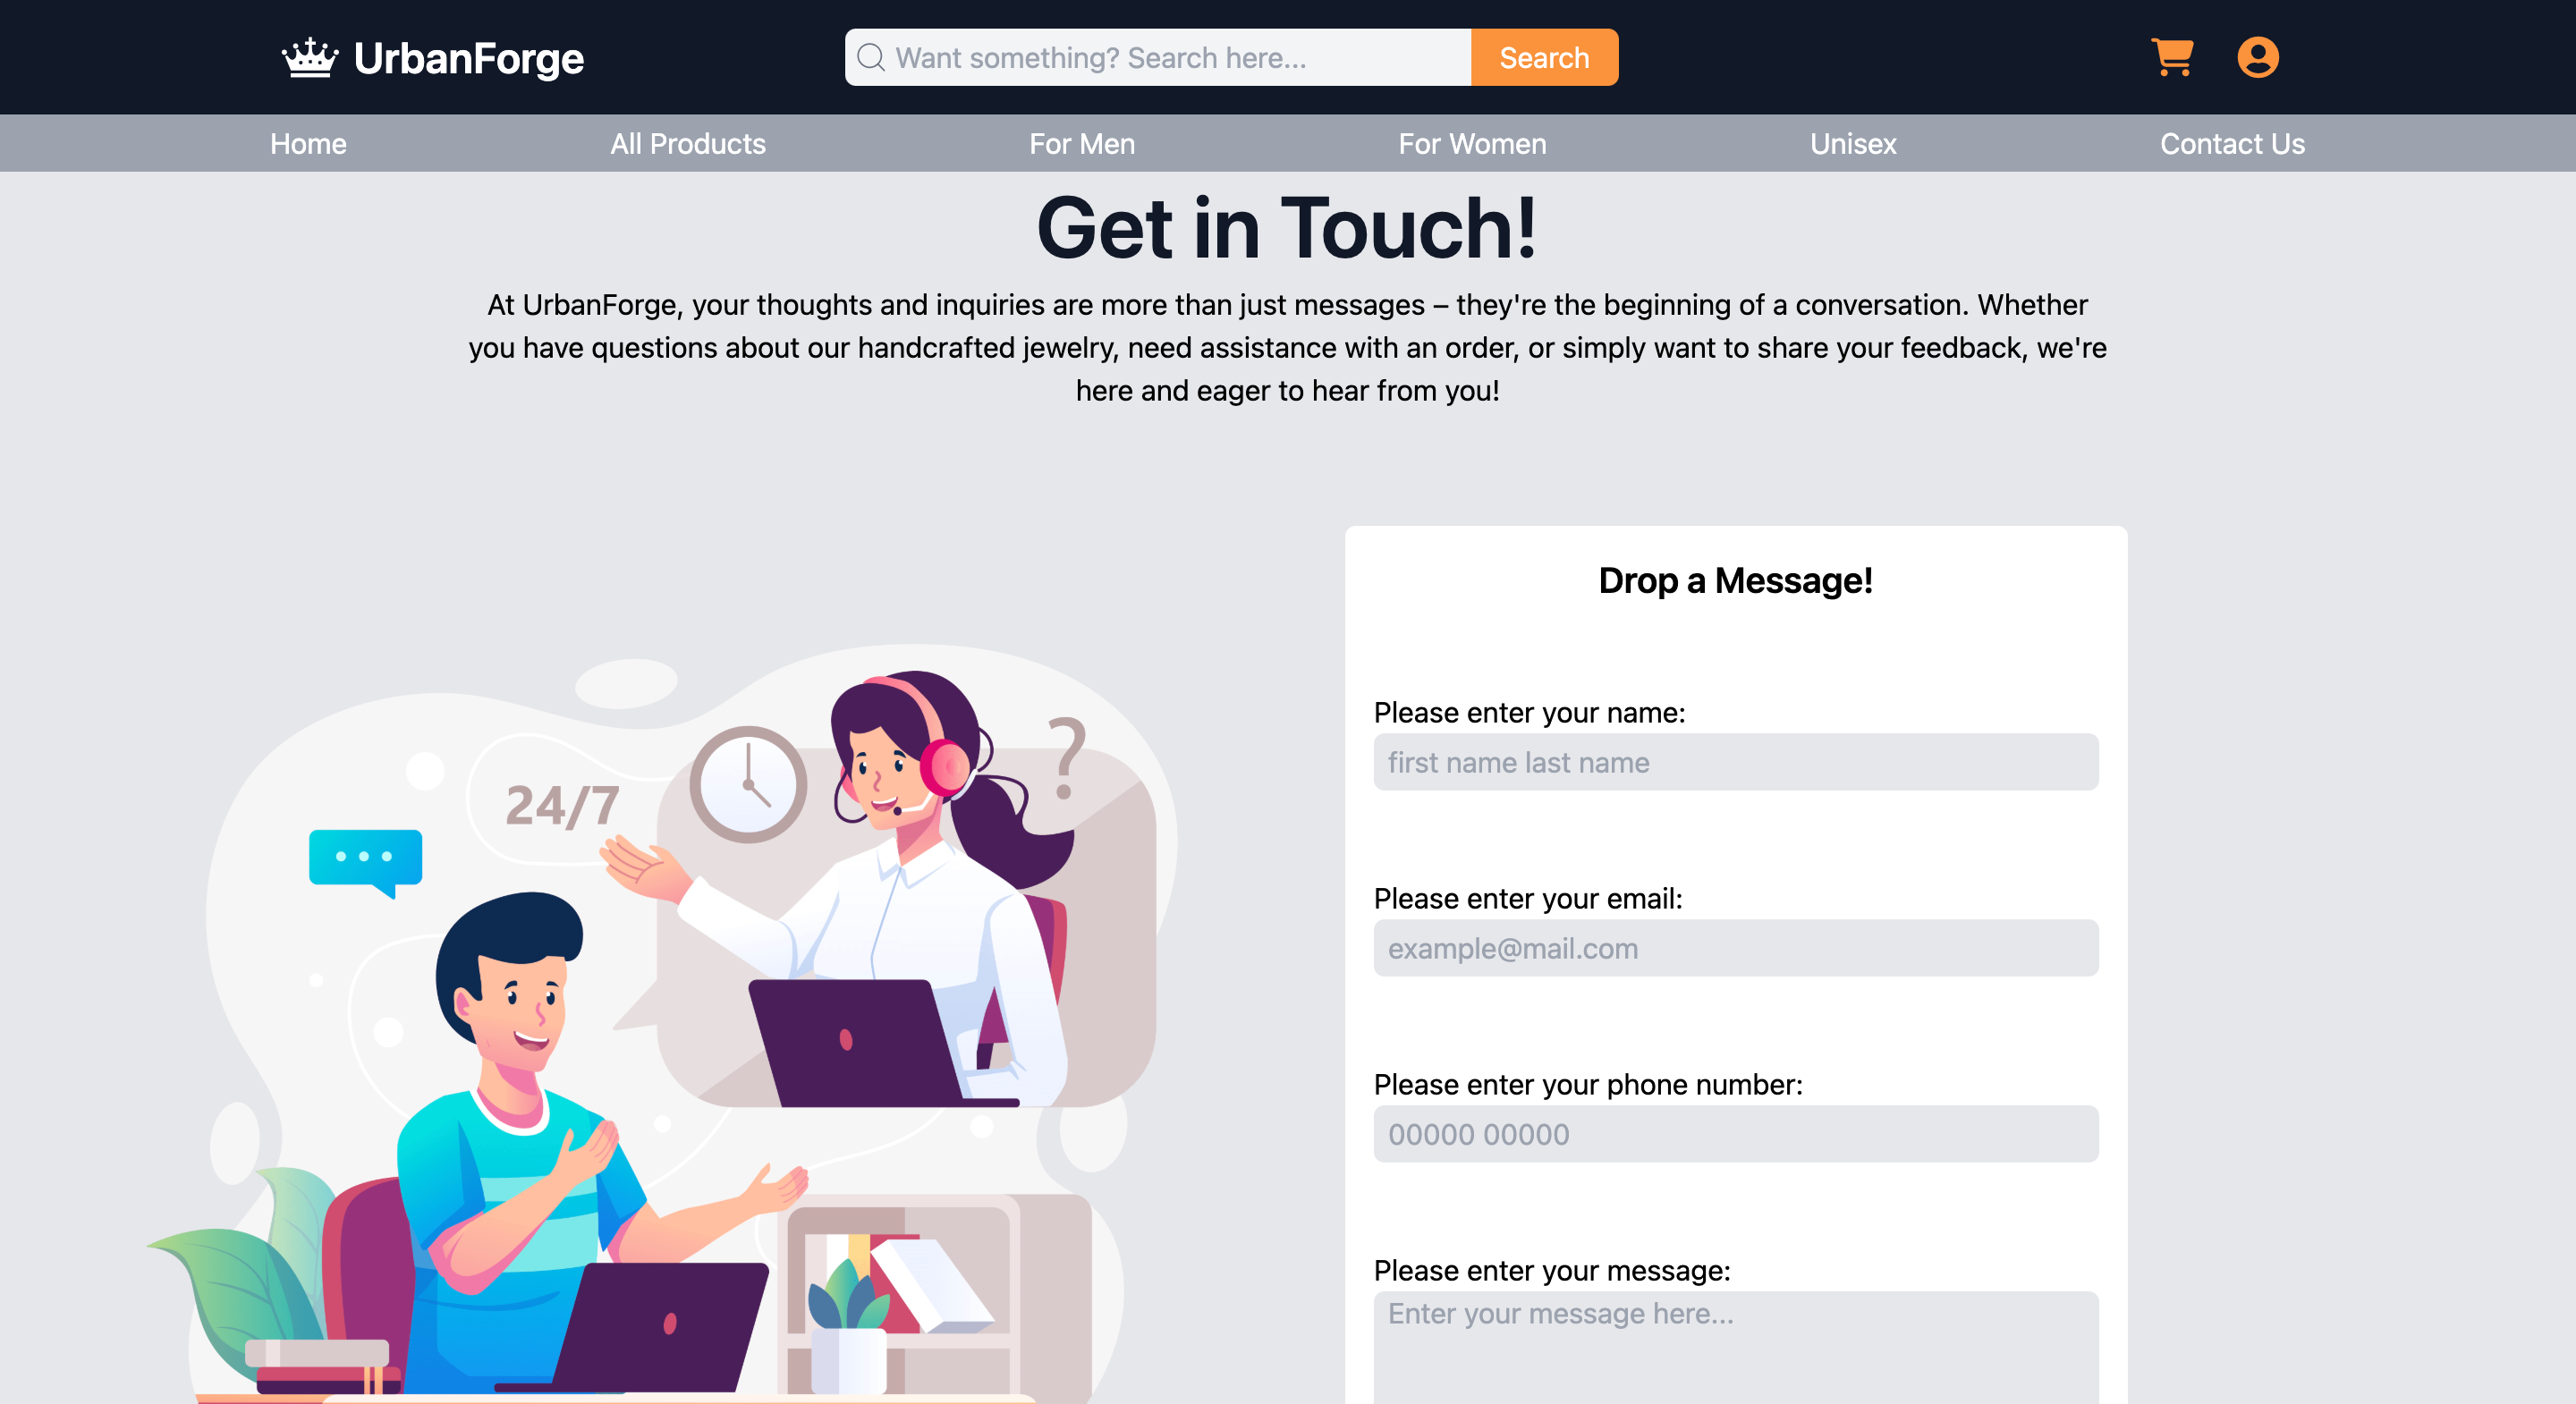 UrbanForge
Want something? Search here...
Search
Home
All Products
For Men
For Women
Unisex
Contact Us
Get in Touch!
At UrbanForge, your thoughts and inquiries are more than just messages – they're the beginning of a conversation. Whether
you have questions about our handcrafted jewelry, need assistance with an order, or simply want to share your feedback, we're
here and eager to hear from you!
24/7
?
Drop a Message!
Please enter your name:
first name last name
Please enter your email:
example@mail.com
Please enter your phone number:
00000 00000
Please enter your message:
Enter your message here...